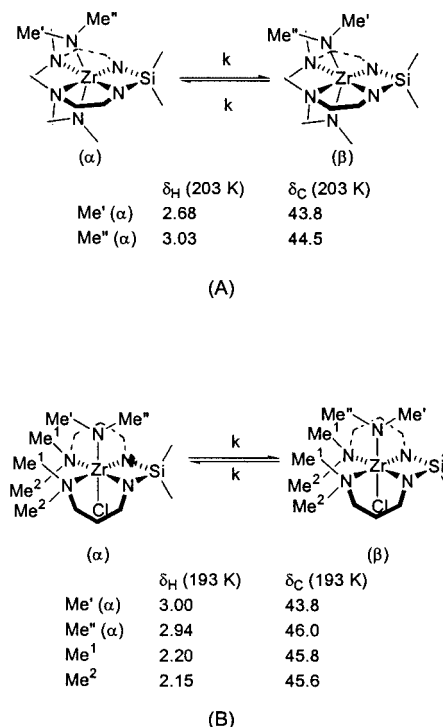 Me' Me"
N
N
Zr
N
Si
N
N
N
(α)
k
k
Me'
Me" N
N
Zr
N
Si
N
N
N
(β)
δH (203 K) δC (203 K)
Me' (α) 2.68 43.8
Me" (α) 3.03 44.5
(A)
Me' Me"
N
Me1
Me1 N
Zr
N
Si
Me2 N
N
Me2
Cl
(α)
k
k
Me" Me'
N
Me1
Me1 N
Zr
N
Si
Me2 N
N
Me2
Cl
(β)
δH (193 K) δC (193 K)
Me' (α) 3.00 43.8
Me" (α) 2.94 46.0
Me1 2.20 45.8
Me2 2.15 45.6
(B)